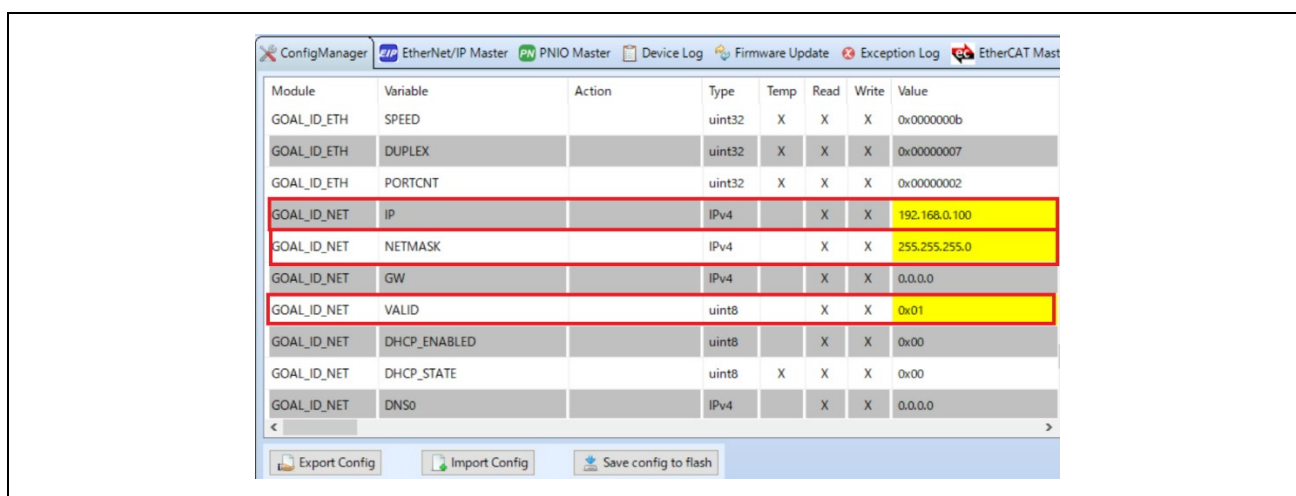 ConfigManager EIP EtherNet/IP Master PN PNIO Master Device Log Firmware Update Exception Log EC EtherCAT Mast
Module Variable Action Type Temp Read Write Value
GOAL_ID_ETH SPEED uint32 X X X 0x0000000b
GOAL_ID_ETH DUPLEX uint32 X X X 0x00000007
GOAL_ID_ETH PORTCNT uint32 X X X 0x00000002
GOAL_ID_NET IP IPv4 X X 192.168.0.100
GOAL_ID_NET NETMASK IPv4 X X 255.255.255.0
GOAL_ID_NET GW IPv4 X X 0.0.0.0
GOAL_ID_NET VALID uint8 X X 0x01
GOAL_ID_NET DHCP_ENABLED uint8 X X 0x00
GOAL_ID_NET DHCP_STATE uint8 X X X 0x00
GOAL_ID_NET DNS0 IPv4 X X 0.0.0.0
Export Config Import Config Save config to flash